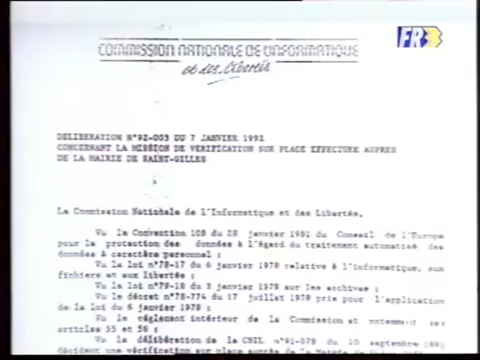 COMMISSION NATIONALE DE L'INFORMATIQUE
et des Libertés
FR3
DELIBERATION N°92-003 DU 7 JANVIER 1992
CONCERNANT LA MISSION DE VERIFICATION SUR PLACE EFFECTUEE AUPRES
DE LA MAIRIE DE SAINT-GILLES
La Commission Nationale de l'Informatique et des Libertés,
Vu la Convention 108 du 28 janvier 1981 du Conseil de l'Europe
pour la protection des données à l'égard du traitement automatisé des
données à caractère personnel ;
Vu la loi n°78-17 du 6 janvier 1978 relative à l'informatique, aux
fichiers et aux libertés ;
Vu la loi n°79-18 du 3 janvier 1979 sur les archives ;
Vu le décret n°78-774 du 17 juillet 1978 pris pour l'application
de la loi du 6 janvier 1978 ;
Vu le règlement intérieur de la Commission et notamment ses
articles 55 et 56 ;
Vu la délibération de la CNIL n°91-078 du 10 septembre
décident une vérification sur place auprès de la Mairie de